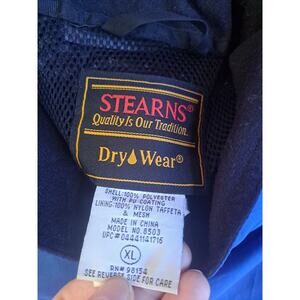 STEARNS®
Quality Is Our Tradition.
Dry Wear®
SHELL:100% POLYESTER
WITH PU COATING
LINING:100% NYLON TAFFETA
& MESH
MADE IN CHINA
MODEL NO. 8503
UPC#04441141716
XL
RN# 98154
SEE REVERSE SIDE FOR CARE